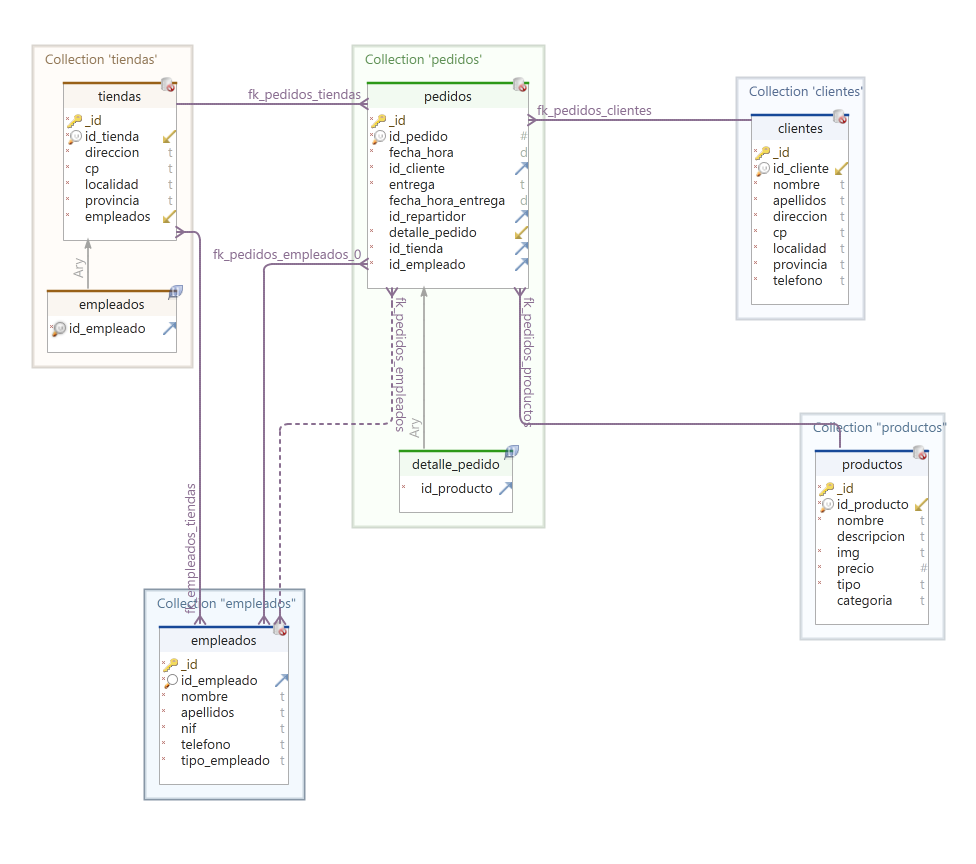 Collection 'tiendas'
tiendas
_id
id_tienda
direccion t
cp t
localidad t
provincia t
empleados
Ary
empleados
id_empleado
fk_pedidos_tiendas
fk_pedidos_empleados_0
fk_empleados_tiendas
Collection 'pedidos'
pedidos
_id
id_pedido #
fecha_hora d
id_cliente
entrega t
fecha_hora_entrega d
id_repartidor
detalle_pedido
id_tienda
id_empleado
fk_pedidos_empleados
Ary
fk_pedidos_productos
detalle_pedido
id_producto
fk_pedidos_clientes
Collection 'clientes'
clientes
_id
id_cliente
nombre t
apellidos t
direccion t
cp t
localidad t
provincia t
telefono t
Collection "productos"
productos
_id
id_producto
nombre t
descripcion t
img t
precio #
tipo t
categoria t
Collection "empleados"
empleados
_id
id_empleado
nombre t
apellidos t
nif t
telefono t
tipo_empleado t